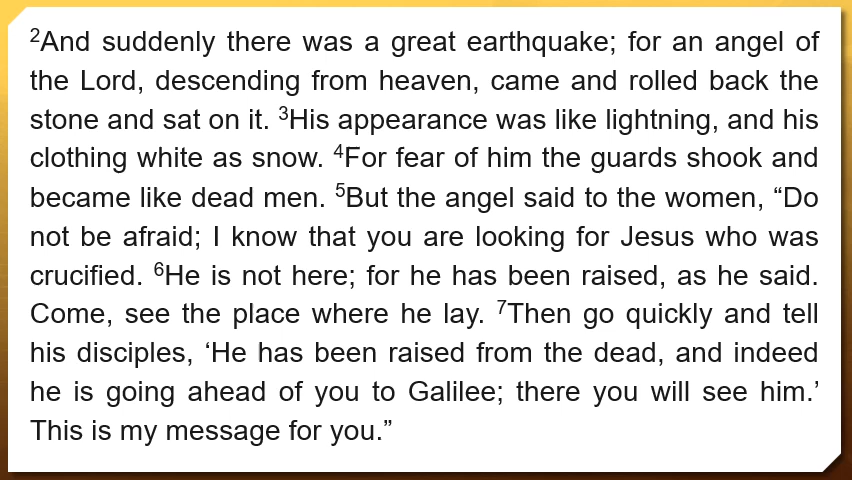 ²And suddenly there was a great earthquake; for an angel of
the Lord, descending from heaven, came and rolled back the
stone and sat on it. ³His appearance was like lightning, and his
clothing white as snow. ⁴For fear of him the guards shook and
became like dead men. ⁵But the angel said to the women, “Do
not be afraid; I know that you are looking for Jesus who was
crucified. ⁶He is not here; for he has been raised, as he said.
Come, see the place where he lay. ⁷Then go quickly and tell
his disciples, ‘He has been raised from the dead, and indeed
he is going ahead of you to Galilee; there you will see him.’
This is my message for you.”